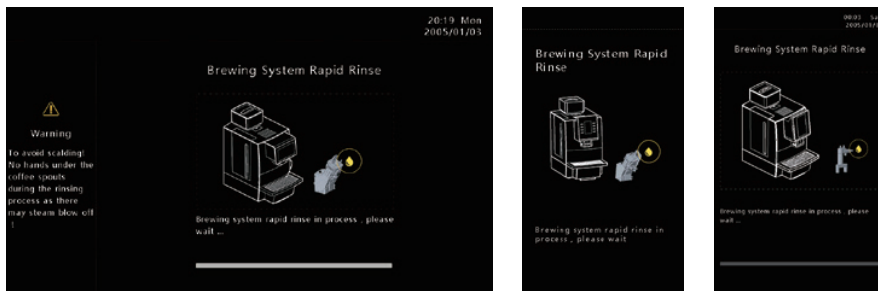 20:19 Mon
2005/01/03
Brewing System Rapid Rinse
Warning
To avoid scalding!
No hands under the
coffee spouts
during the rinsing
process as there
may steam blow off
!
Brewing system rapid rinse in process , please
wait ...
Brewing System Rapid
Rinse
Brewing system rapid rinse in
process , please wait
00:03
Brewing System Rapid Rinse
Brewing system rapid rinse in process , please
wait ...